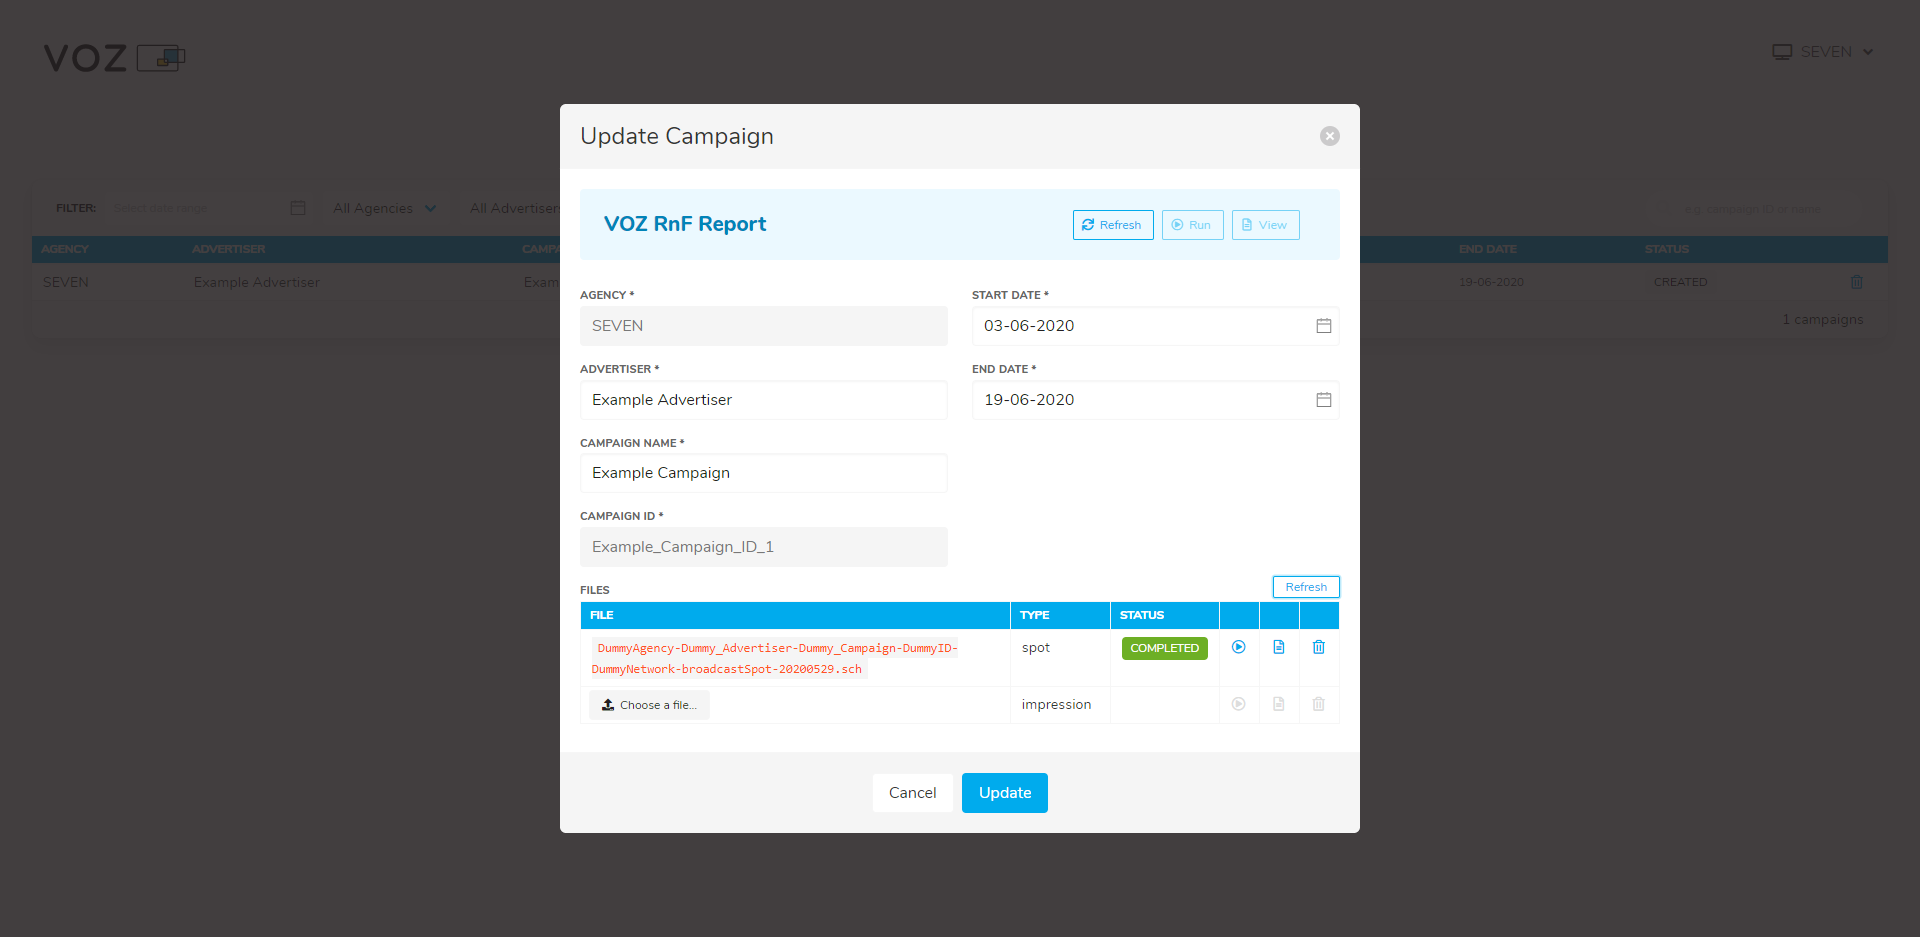 VOZ
SEVEN
FILTER: Select date range All Agencies All Advertisers
e.g. campaign ID or name
AGENCY ADVERTISER CAMPA END DATE STATUS
SEVEN Example Advertiser Exam 19-06-2020 CREATED
1 campaigns
Update Campaign
VOZ RnF Report
Refresh Run View
AGENCY * START DATE *
SEVEN 03-06-2020
ADVERTISER * END DATE *
Example Advertiser 19-06-2020
CAMPAIGN NAME *
Example Campaign
CAMPAIGN ID *
Example_Campaign_ID_1
FILES Refresh
FILE TYPE STATUS
DummyAgency-Dummy_Advertiser-Dummy_Campaign-DummyID- spot COMPLETED
DummyNetwork-broadcastSpot-20200529.sch
Choose a file... impression
Cancel Update